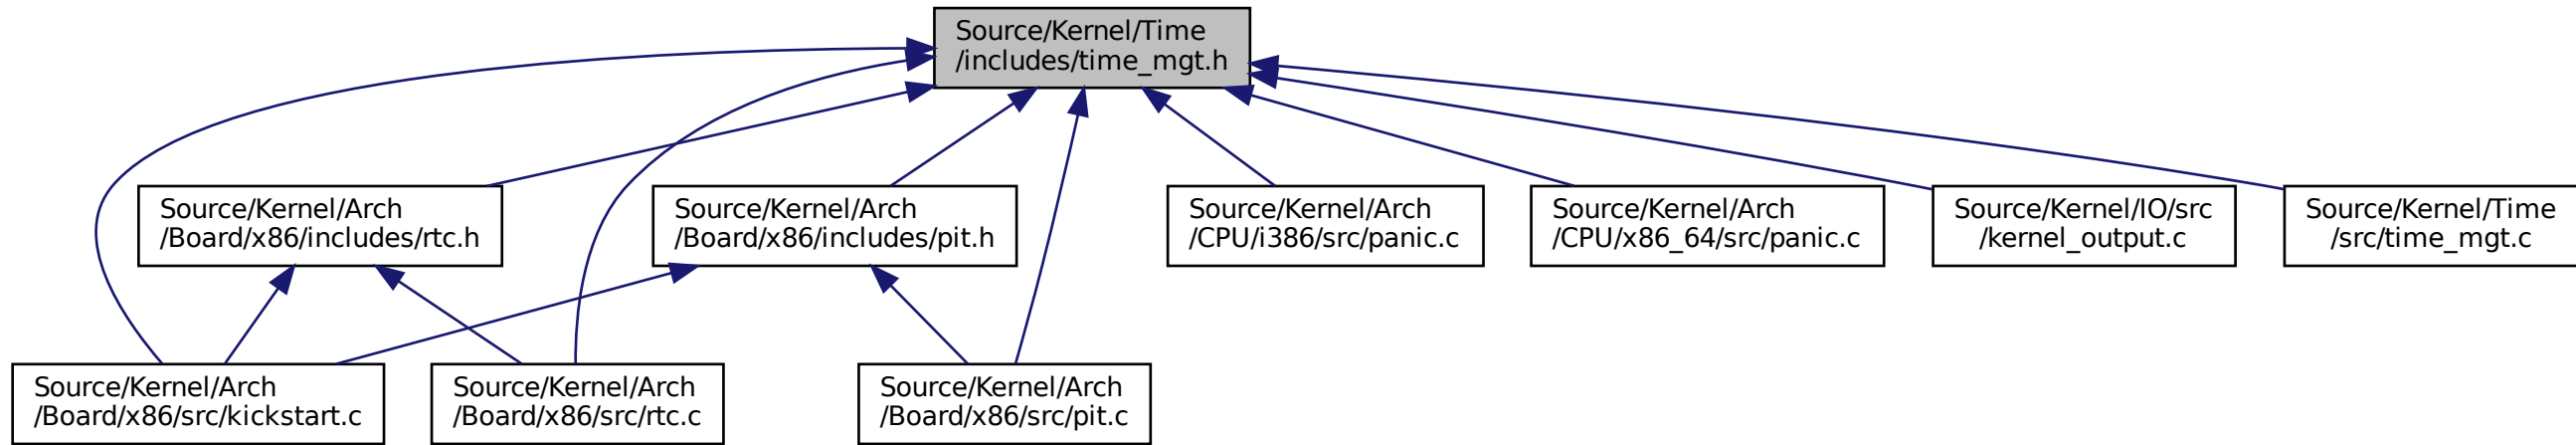 Source/Kernel/Time
/includes/time_mgt.h
Source/Kernel/Arch
/Board/x86/includes/rtc.h
Source/Kernel/Arch
/Board/x86/includes/pit.h
Source/Kernel/Arch
/CPU/i386/src/panic.c
Source/Kernel/Arch
/CPU/x86_64/src/panic.c
Source/Kernel/IO/src
/kernel_output.c
Source/Kernel/Time
/src/time_mgt.c
Source/Kernel/Arch
/Board/x86/src/kickstart.c
Source/Kernel/Arch
/Board/x86/src/rtc.c
Source/Kernel/Arch
/Board/x86/src/pit.c